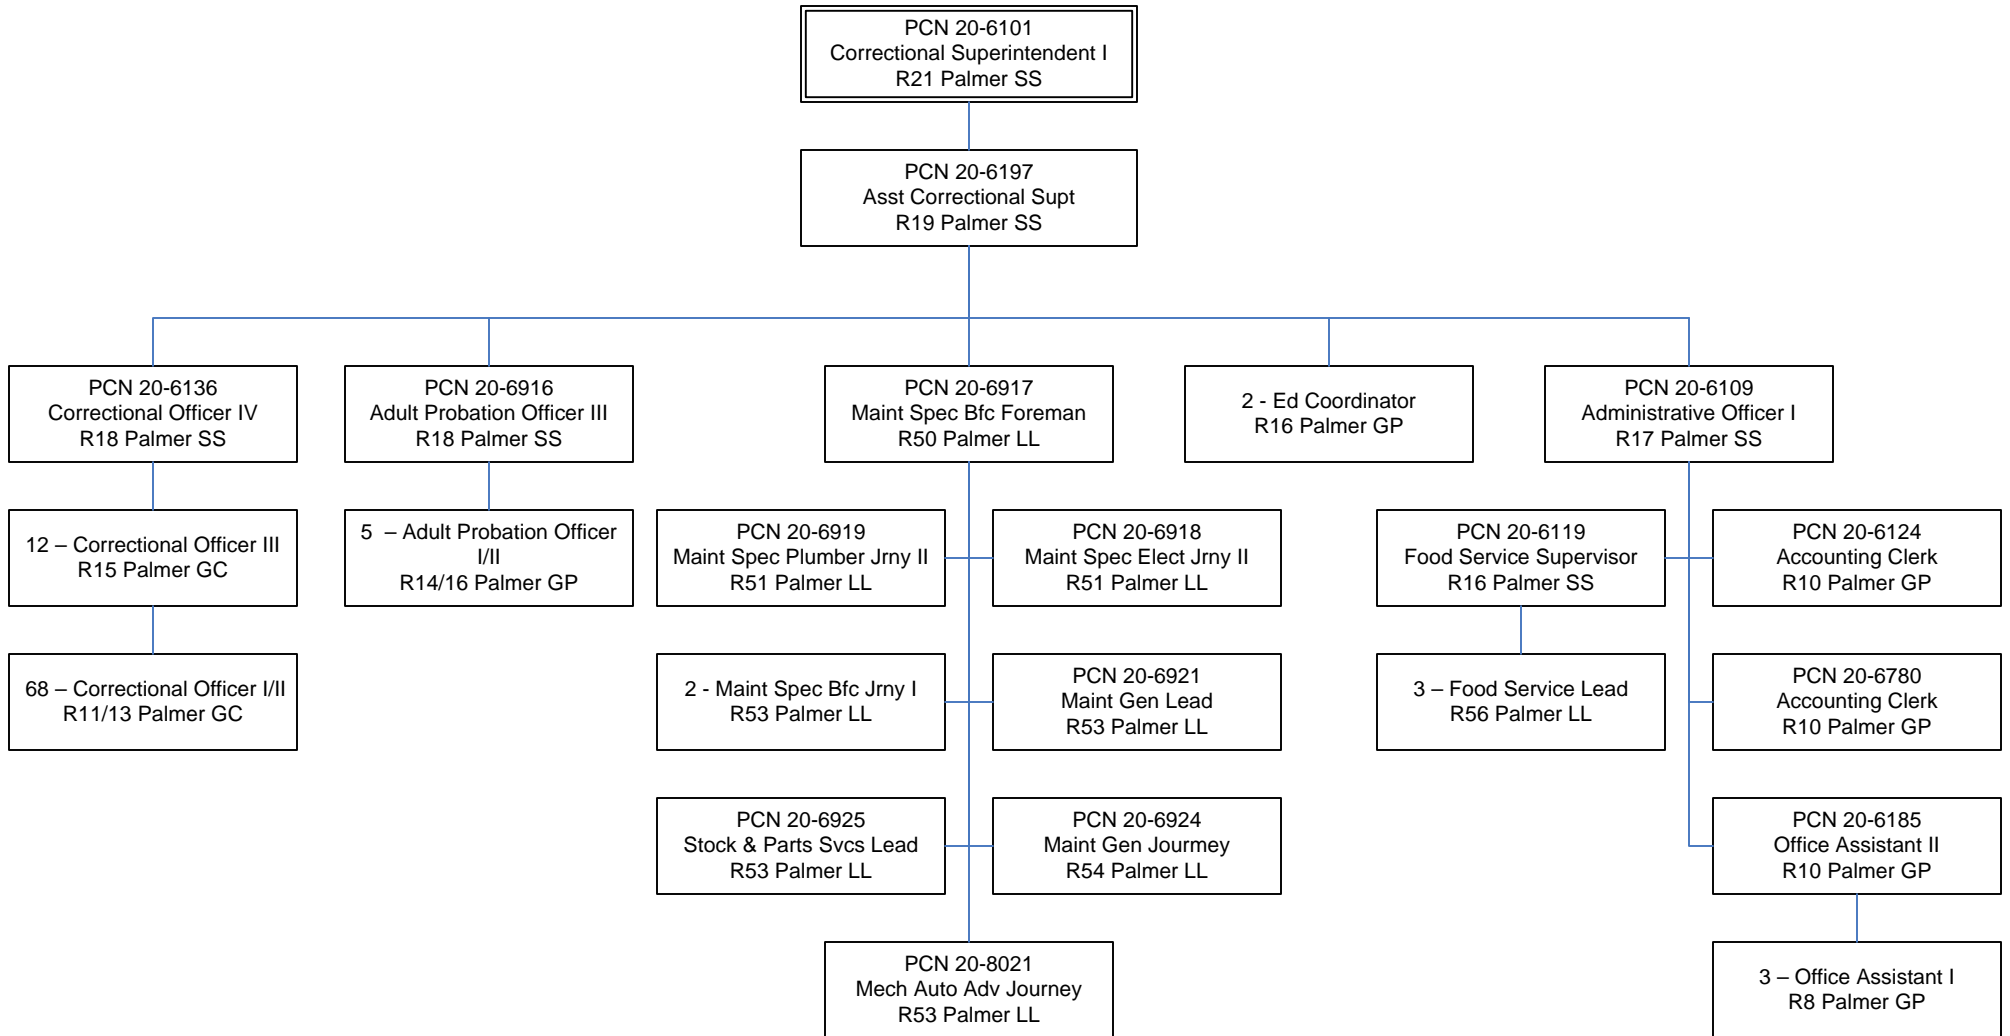 PCN 20-6101
Correctional Superintendent I
R21 Palmer SS
PCN 20-6197
Asst Correctional Supt
R19 Palmer SS
PCN 20-6136
Correctional Officer IV
R18 Palmer SS
PCN 20-6916
Adult Probation Officer III
R18 Palmer SS
PCN 20-6917
Maint Spec Bfc Foreman
R50 Palmer LL
2 - Ed Coordinator
R16 Palmer GP
PCN 20-6109
Administrative Officer I
R17 Palmer SS
12 – Correctional Officer III
R15 Palmer GC
5 – Adult Probation Officer
I/II
R14/16 Palmer GP
PCN 20-6919
Maint Spec Plumber Jrny II
R51 Palmer LL
PCN 20-6918
Maint Spec Elect Jrny II
R51 Palmer LL
PCN 20-6119
Food Service Supervisor
R16 Palmer SS
PCN 20-6124
Accounting Clerk
R10 Palmer GP
68 – Correctional Officer I/II
R11/13 Palmer GC
2 - Maint Spec Bfc Jrny I
R53 Palmer LL
PCN 20-6921
Maint Gen Lead
R53 Palmer LL
3 – Food Service Lead
R56 Palmer LL
PCN 20-6780
Accounting Clerk
R10 Palmer GP
PCN 20-6925
Stock & Parts Svcs Lead
R53 Palmer LL
PCN 20-6924
Maint Gen Jourmey
R54 Palmer LL
PCN 20-6185
Office Assistant II
R10 Palmer GP
PCN 20-8021
Mech Auto Adv Journey
R53 Palmer LL
3 – Office Assistant I
R8 Palmer GP